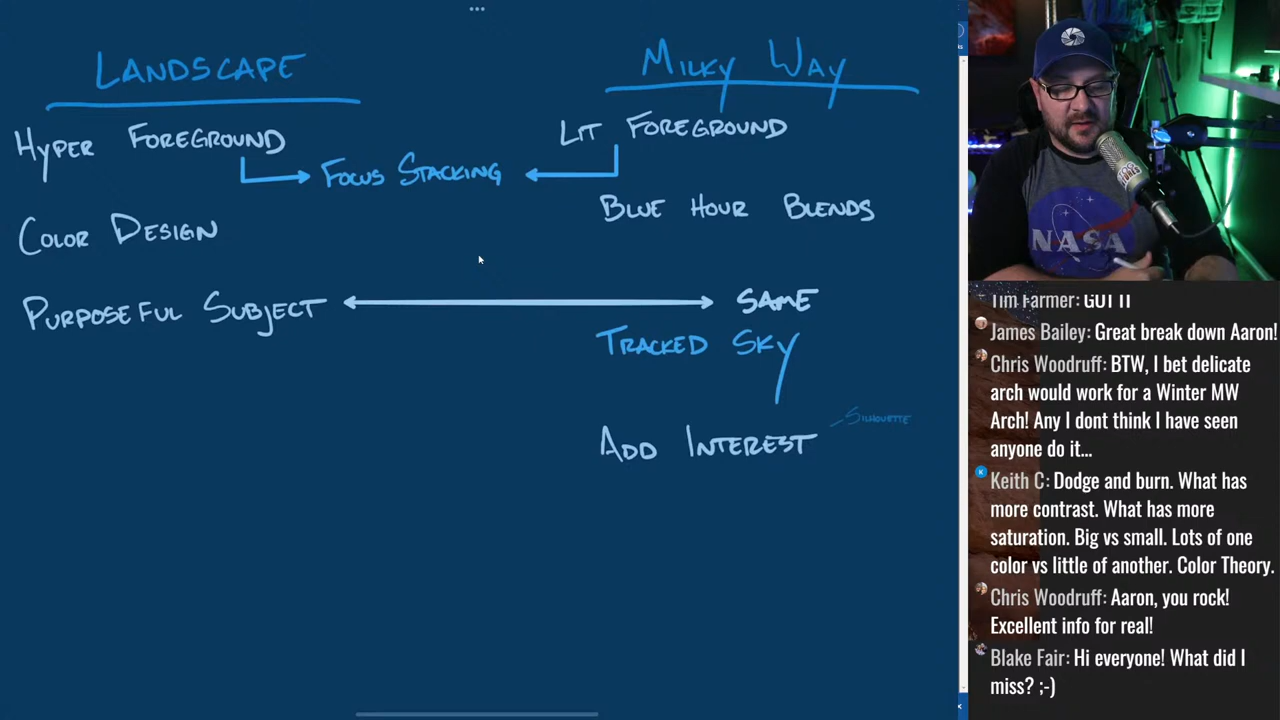 LANDSCAPE
MILKY WAY
HYPER FOREGROUND
LIT FOREGROUND
FOCUS STACKING
BLUE HOUR BLENDS
COLOR DESIGN
PURPOSEFUL SUBJECT
SAME
TRACKED SKY
SILHOUETTE
ADD INTEREST
NASA
Tim Farmer: GOT IT
James Bailey: Great break down Aaron!
Chris Woodruff: BTW, I bet delicate
arch would work for a Winter MW
Arch! Any I dont think I have seen
anyone do it...
K
Keith C: Dodge and burn. What has
more contrast. What has more
saturation. Big vs small. Lots of one
color vs little of another. Color Theory.
Chris Woodruff: Aaron, you rock!
Excellent info for real!
Blake Fair: Hi everyone! What did I
miss? ;-)